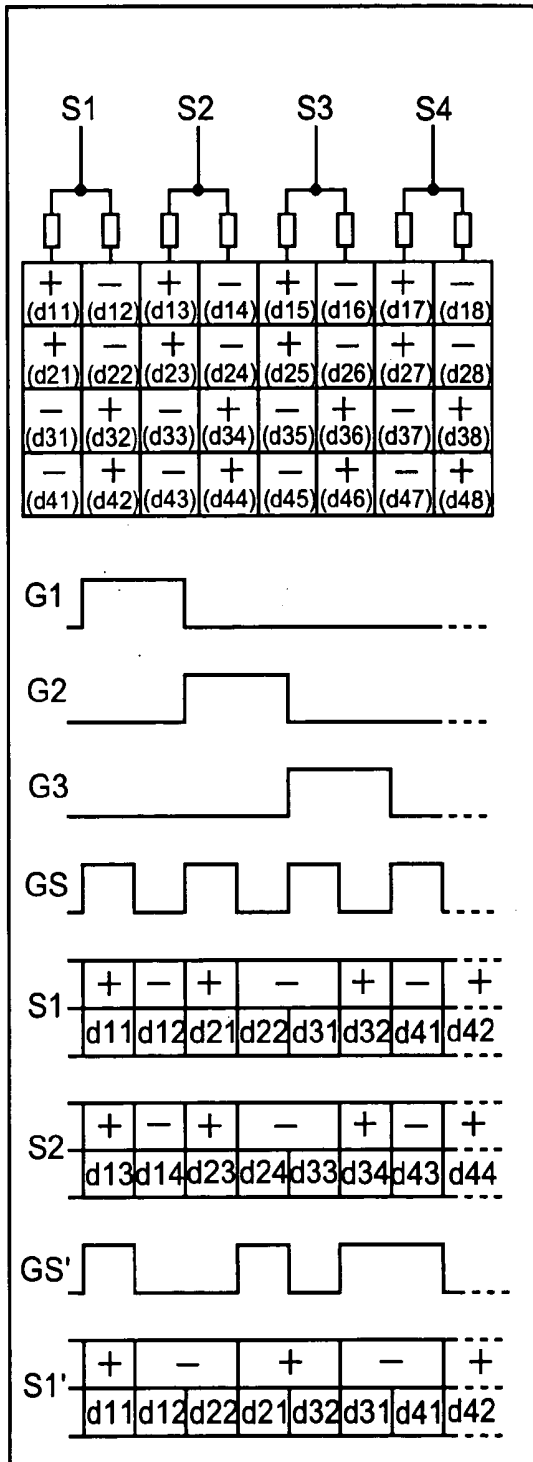 S1 S2 S3 S4
+ − + − + − + −
(d11) (d12) (d13) (d14) (d15) (d16) (d17) (d18)
+ − + − + − + −
(d21) (d22) (d23) (d24) (d25) (d26) (d27) (d28)
− + − + − + − +
(d31) (d32) (d33) (d34) (d35) (d36) (d37) (d38)
− + − + − + − +
(d41) (d42) (d43) (d44) (d45) (d46) (d47) (d48)
G1
G2
G3
GS
+ − + − + − +
S1
d11 d12 d21 d22 d31 d32 d41 d42
+ − + − + − +
S2
d13 d14 d23 d24 d33 d34 d43 d44
GS'
+ − + − +
S1'
d11 d12 d22 d21 d32 d31 d41 d42